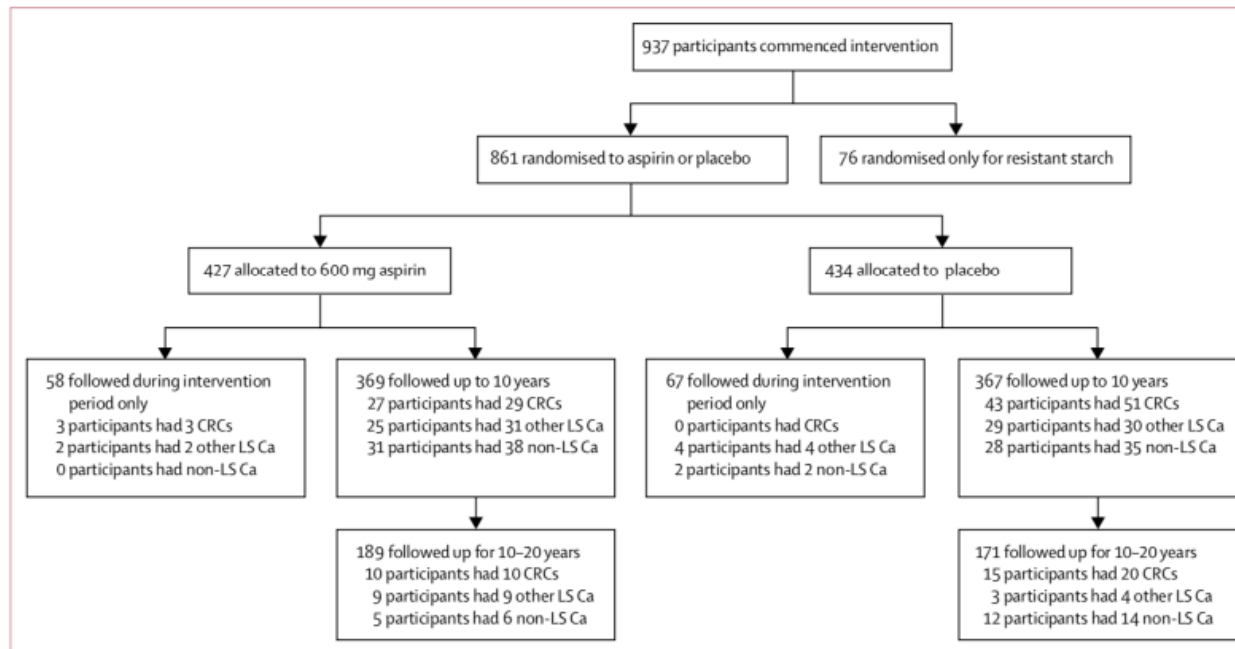 937 participants commenced intervention
861 randomised to aspirin or placebo
76 randomised only for resistant starch
427 allocated to 600 mg aspirin
434 allocated to placebo
58 followed during intervention
period only
3 participants had 3 CRCs
2 participants had 2 other LS Ca
0 participants had non-LS Ca
369 followed up to 10 years
27 participants had 29 CRCs
25 participants had 31 other LS Ca
31 participants had 38 non-LS Ca
67 followed during intervention
period only
0 participants had CRCs
4 participants had 4 other LS Ca
2 participants had 2 non-LS Ca
367 followed up to 10 years
43 participants had 51 CRCs
29 participants had 30 other LS Ca
28 participants had 35 non-LS Ca
189 followed up for 10–20 years
10 participants had 10 CRCs
9 participants had 9 other LS Ca
5 participants had 6 non-LS Ca
171 followed up for 10–20 years
15 participants had 20 CRCs
3 participants had 4 other LS Ca
12 participants had 14 non-LS Ca